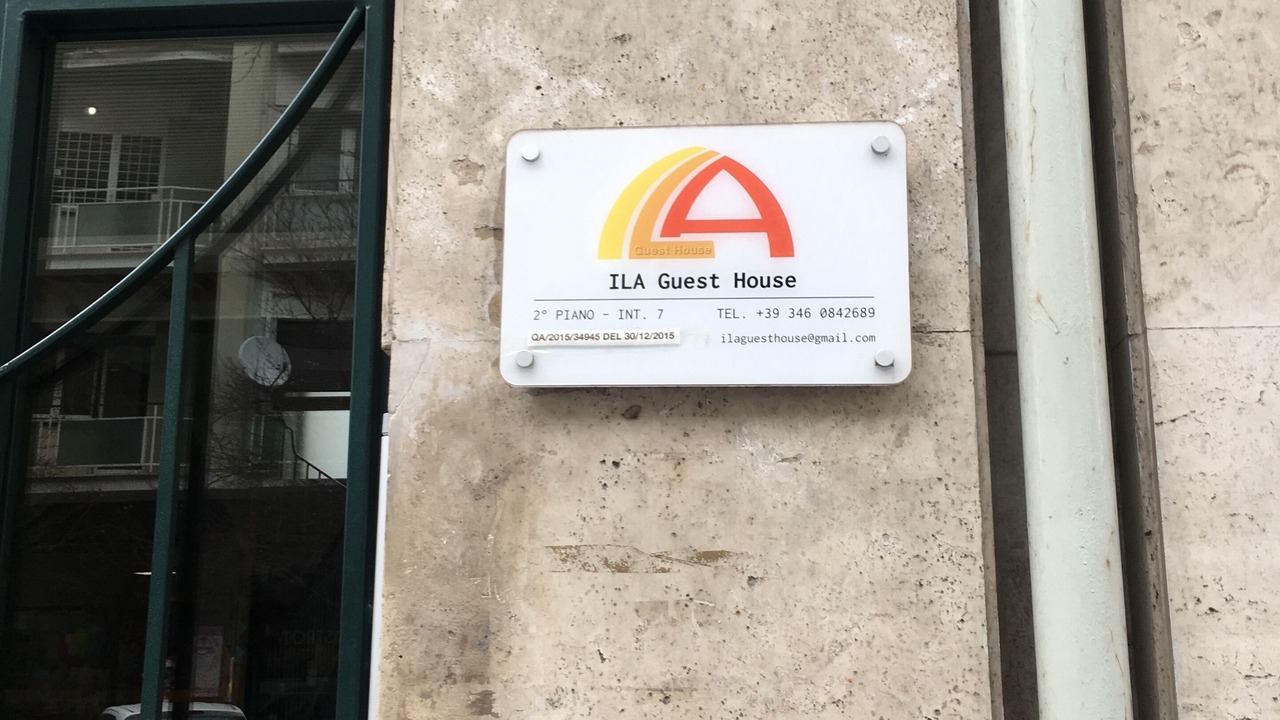 Guest House
ILA Guest House
2° PIANO - INT. 7
TEL. +39 346 0842689
QA/2015/34945 DEL 30/12/2015
ilaguesthouse@gmail.com